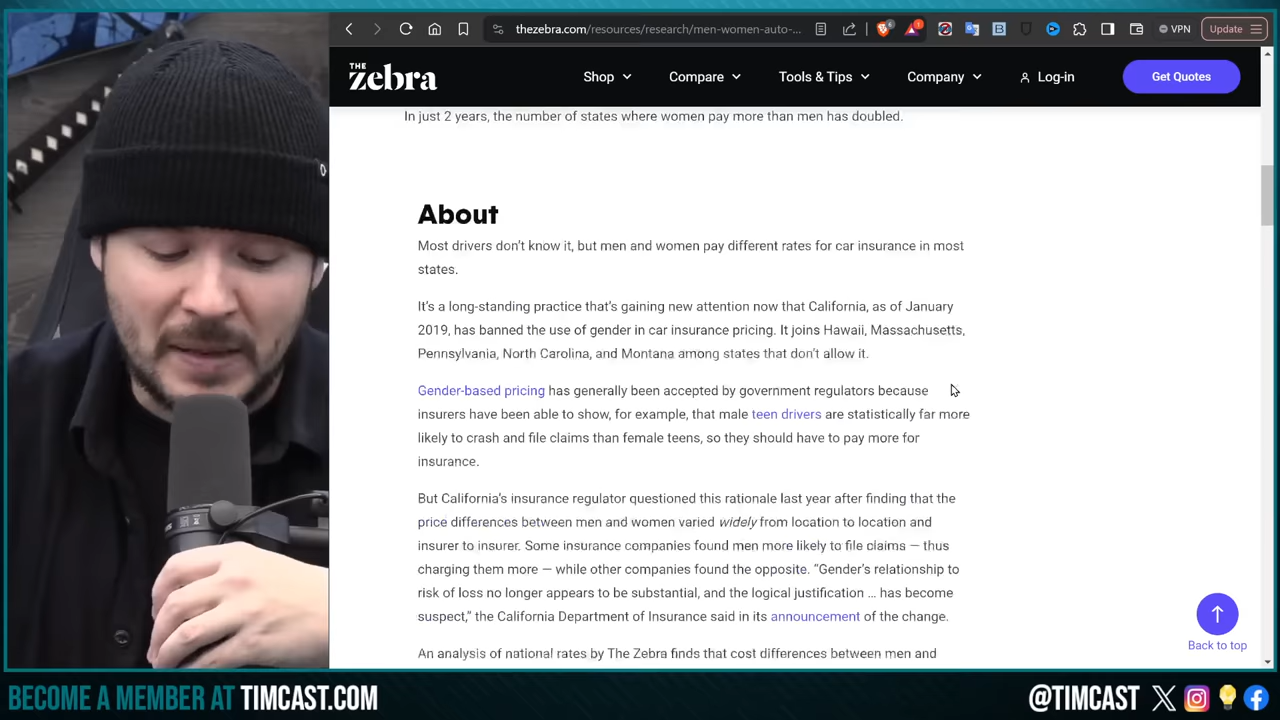 thezebra.com/resources/research/men-women-auto-...
VPN
Update
THE
zebra
Shop
Compare
Tools & Tips
Company
Log-in
Get Quotes
In just 2 years, the number of states where women pay more than men has doubled.
About
Most drivers don't know it, but men and women pay different rates for car insurance in most
states.
It's a long-standing practice that's gaining new attention now that California, as of January
2019, has banned the use of gender in car insurance pricing. It joins Hawaii, Massachusetts,
Pennsylvania, North Carolina, and Montana among states that don't allow it.
Gender-based pricing has generally been accepted by government regulators because
insurers have been able to show, for example, that male teen drivers are statistically far more
likely to crash and file claims than female teens, so they should have to pay more for
insurance.
But California's insurance regulator questioned this rationale last year after finding that the
price differences between men and women varied widely from location to location and
insurer to insurer. Some insurance companies found men more likely to file claims — thus
charging them more — while other companies found the opposite. “Gender's relationship to
risk of loss no longer appears to be substantial, and the logical justification ... has become
suspect,” the California Department of Insurance said in its announcement of the change.
An analysis of national rates by The Zebra finds that cost differences between men and
Back to top
BECOME A MEMBER AT TIMCAST.COM
@TIMCAST